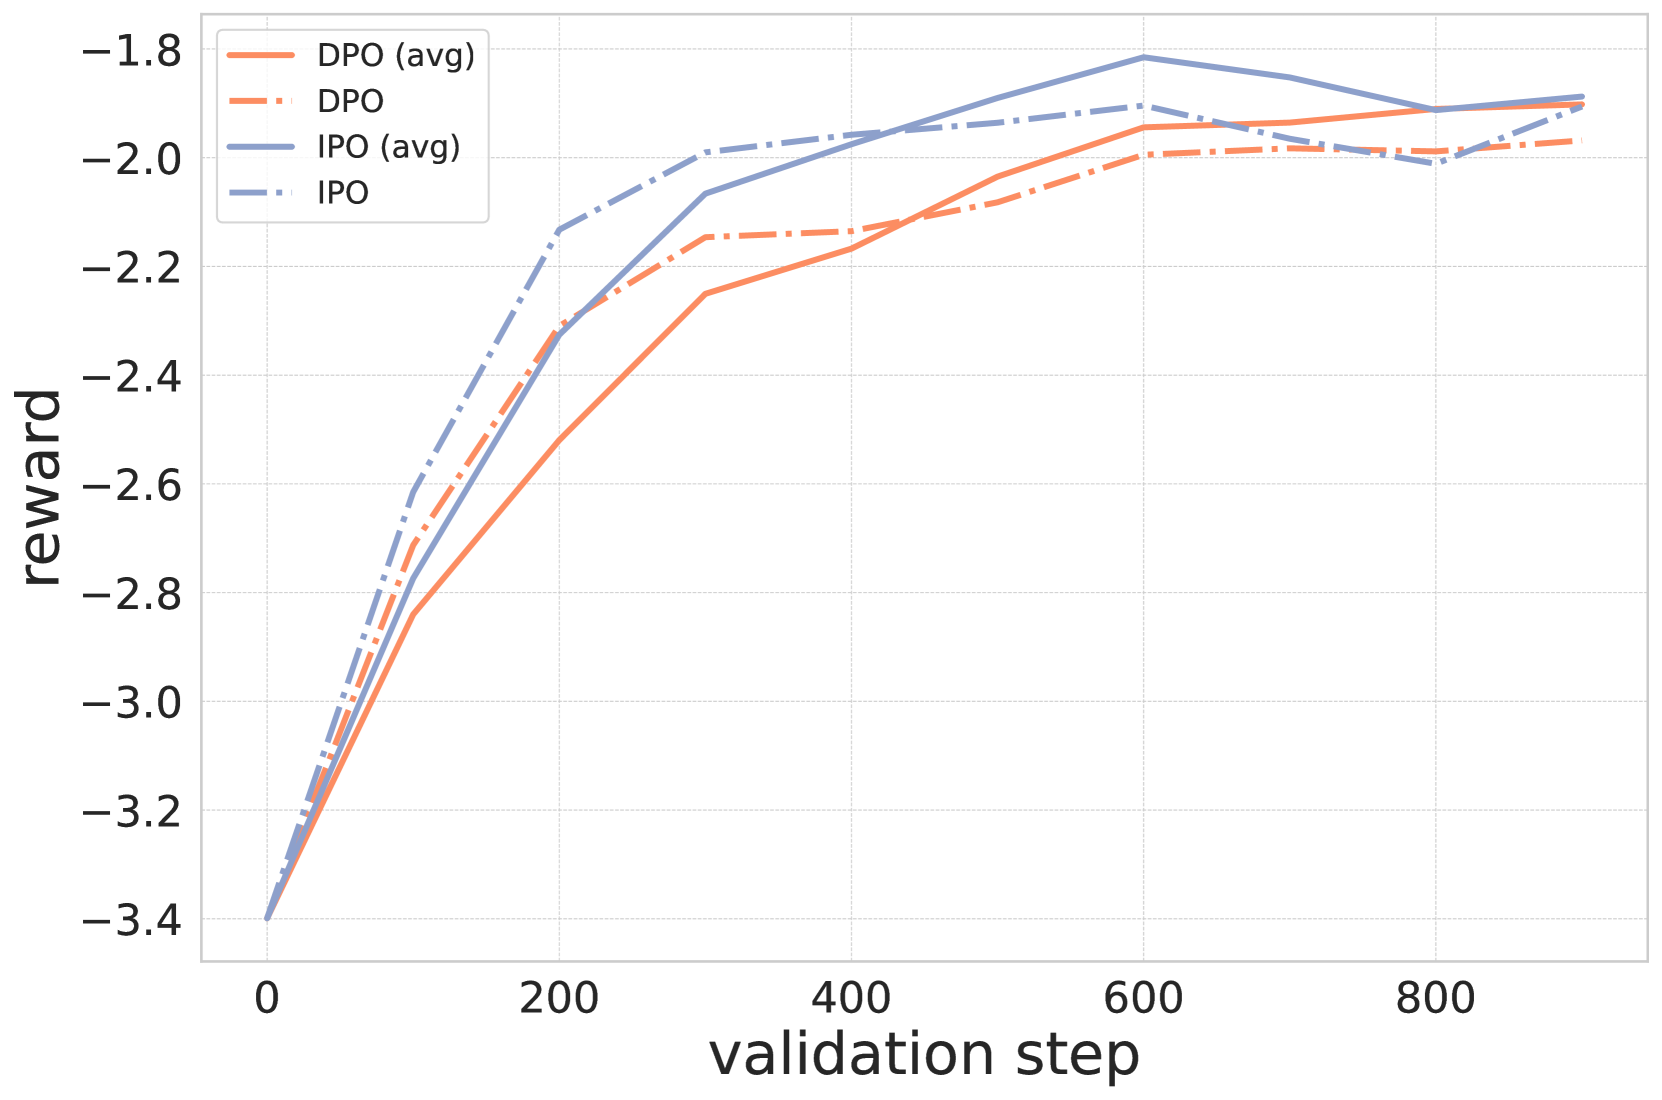 DPO (avg)
DPO
IPO (avg)
IPO
−1.8
−2.0
−2.2
−2.4
−2.6
−2.8
−3.0
−3.2
−3.4
reward
0 200 400 600 800
validation step